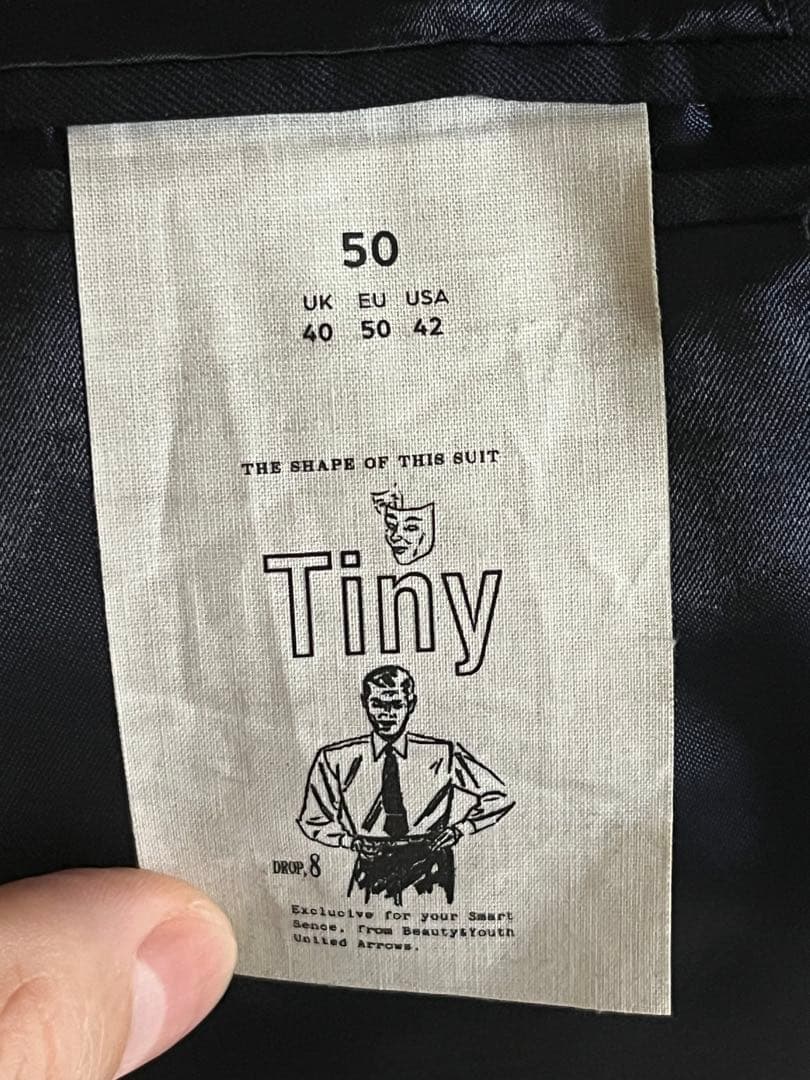 50
UK EU USA
40 50 42
THE SHAPE OF THIS SUIT
Tiny
DROP, 8
Exclucive for your Smart
Sence, from Beauty&Youth
United Arrows.